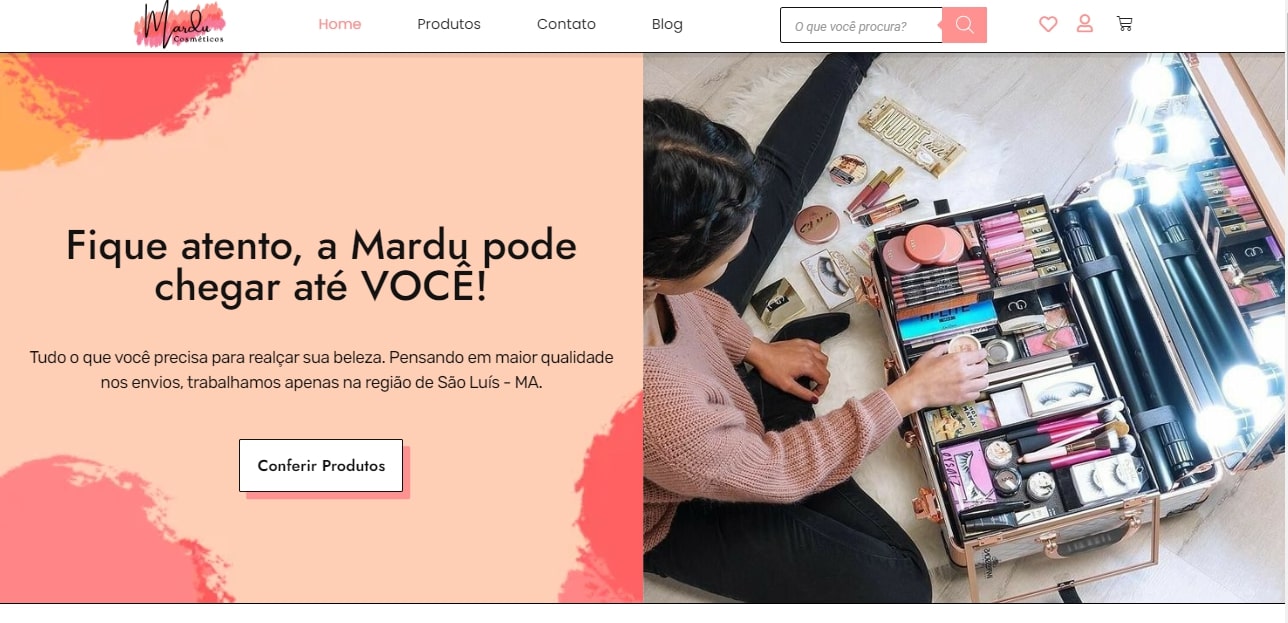 Mardu
Cosméticos
Home
Produtos
Contato
Blog
O que você procura?
Fique atento, a Mardu pode
chegar até VOCÊ!
Tudo o que você precisa para realçar sua beleza. Pensando em maior qualidade
nos envios, trabalhamos apenas na região de São Luís - MA.
Conferir Produtos
NUDE
HI-LITE